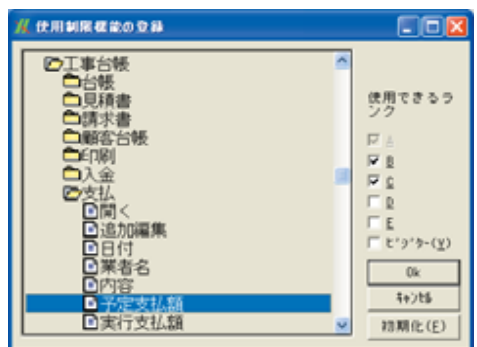 使用制限機能の登録
工事台帳
台帳
見積書
請求書
顧客台帳
印刷
入金
支払
開く
追加編集
日付
業者名
内容
予定支払額
実行支払額
使用できるラ
ンク
A
B
C
D
E
ﾋﾞｼﾞﾀｰ(V)
Ok
ｷｬﾝｾﾙ
初期化(E)